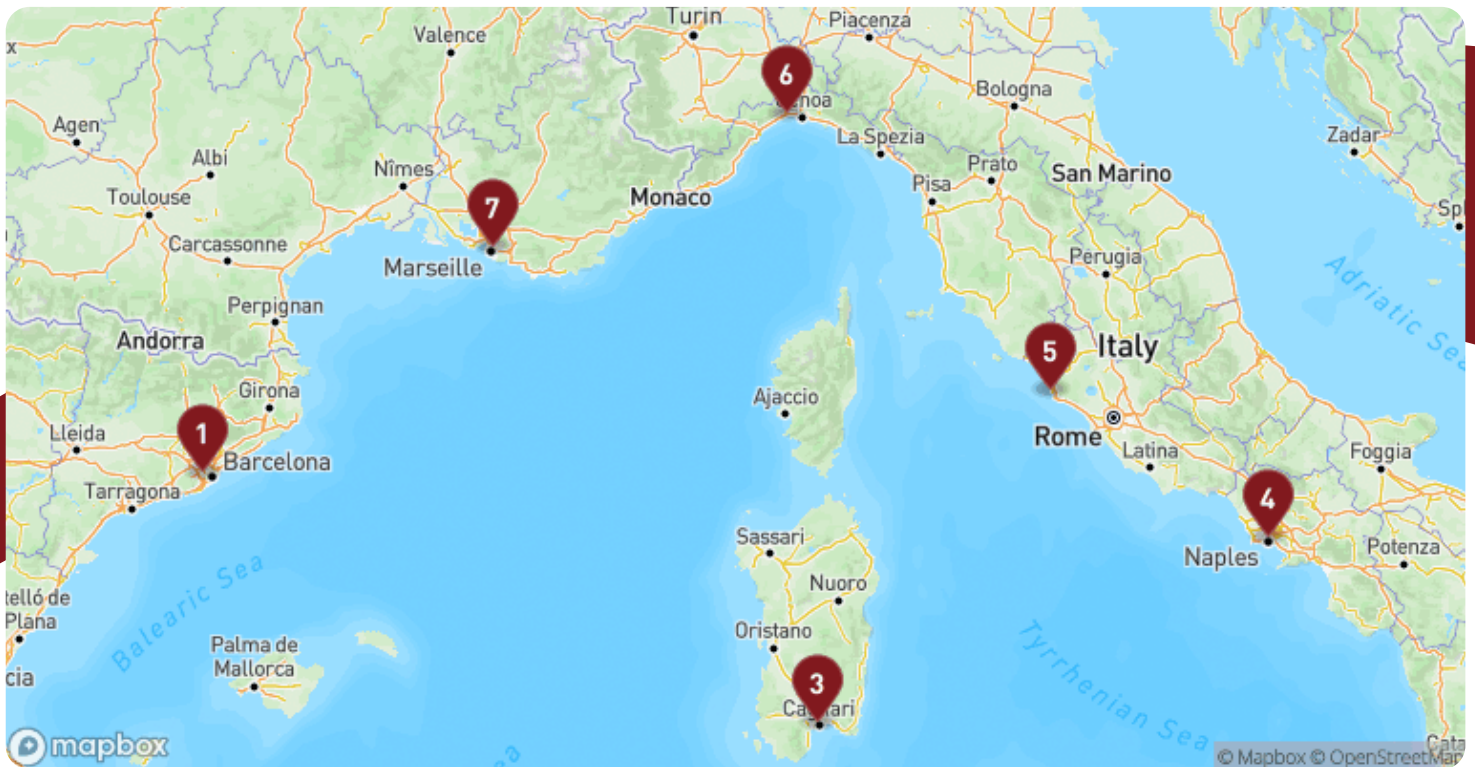 Turin
Piacenza
Valence
x
6
Bologna
Agen
La Spezia
Zadar
Albi
Nîmes
Prato
San Marino
Pisa
Toulouse
Monaco
7
Carcassonne
Marseille
Perugia
Adriatic Sea
Perpignan
Andorra
5
Italy
Girona
Ajaccio
1
Lleida
Barcelona
Rome
Latina
Foggia
Tarragona
4
Sassari
Naples
Potenza
Balearic Sea
Nuoro
Oristano
Palma de
Mallorca
Tyrrhenian Sea
3
mapbox
© Mapbox © OpenStreetMap